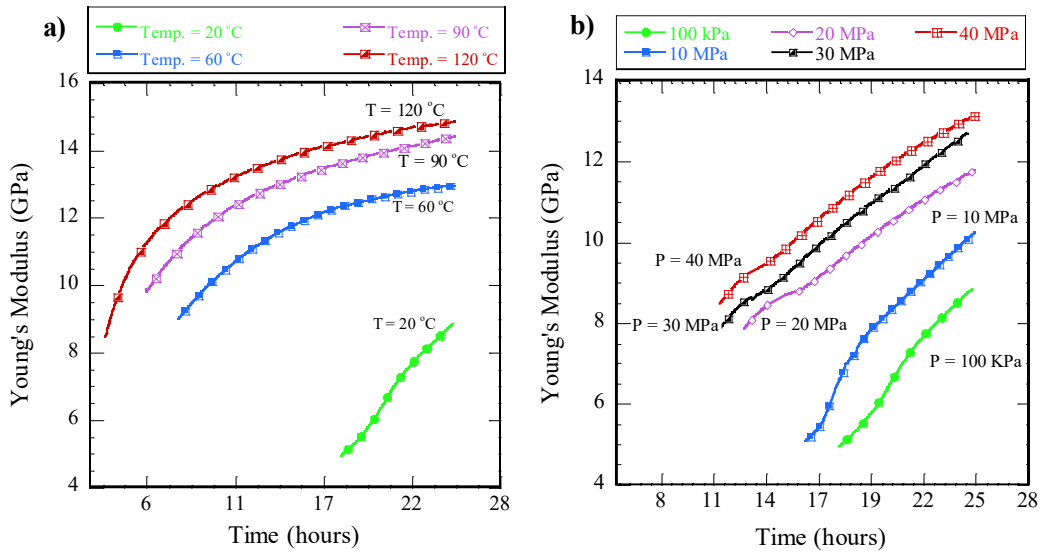 a)
Temp. = 20 °C
Temp. = 90 °C
Temp. = 60 °C
Temp. = 120 °C
16
14
12
10
8
6
4
Young's Modulus (GPa)
T = 120 °C
T = 90 °C
T = 60 °C
T = 20 °C
6
11
17
22
28
Time (hours)
b)
100 kPa
20 MPa
40 MPa
10 MPa
30 MPa
14
12
10
8
6
4
Young's Modulus (GPa)
P = 10 MPa
P = 40 MPa
P = 30 MPa
P = 20 MPa
P = 100 KPa
8
11
14
17
19
22
25
28
Time (hours)